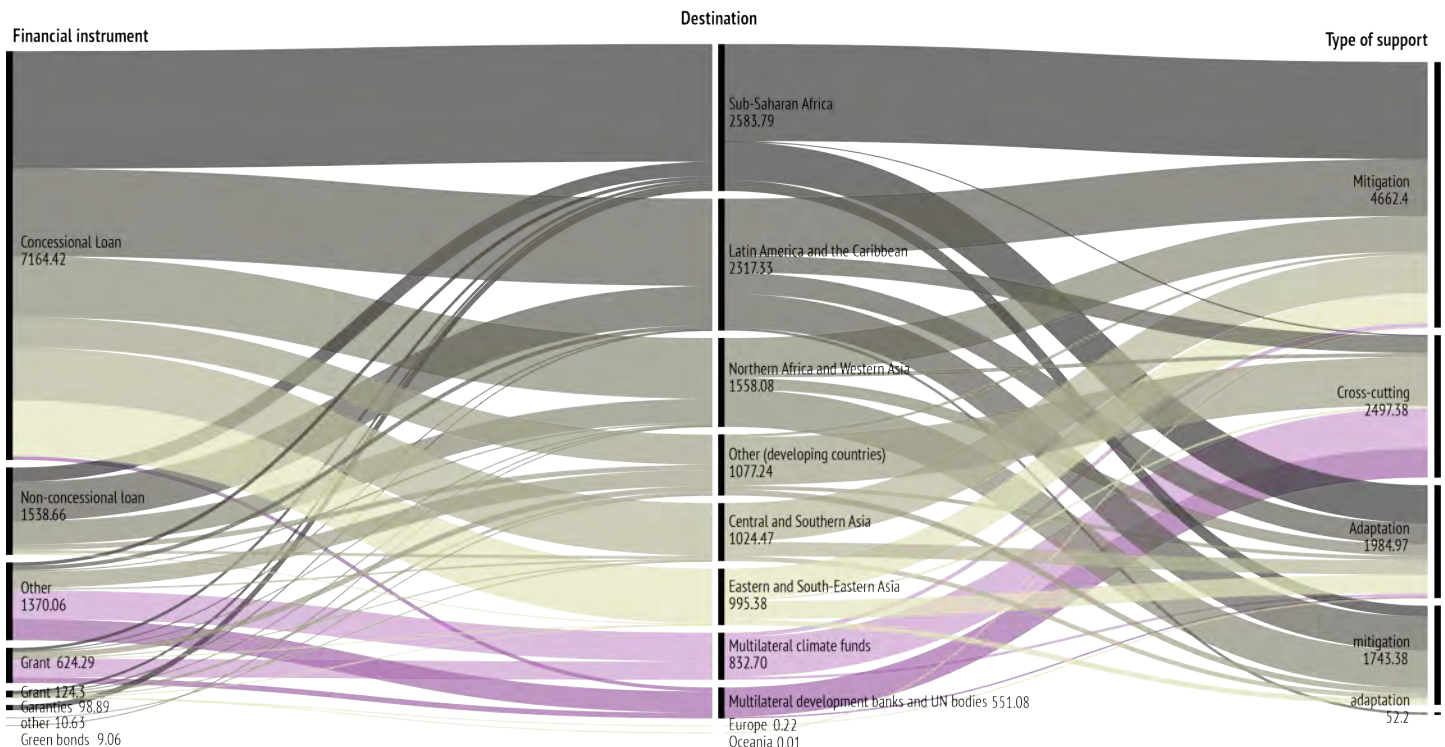 Financial instrument
Destination
Type of support
Concessional Loan
7164.42
Non-concessional loan
1538.66
Other
1370.06
Grant 624.29
Grant 124.3
Garanties 98.89
other 10.63
Green bonds 9.06
Sub-Saharan Africa
2583.79
Latin America and the Caribbean
2317.33
Northern Africa and Western Asia
1558.08
Other (developing countries)
1077.24
Central and Southern Asia
1024.47
Eastern and South-Eastern Asia
995.38
Multilateral climate funds
832.70
Multilateral development banks and UN bodies 551.08
Europe 0.22
Oceania 0.01
Mitigation
4662.4
Cross-cutting
2497.38
Adaptation
1984.97
mitigation
1743.38
adaptation
52.2